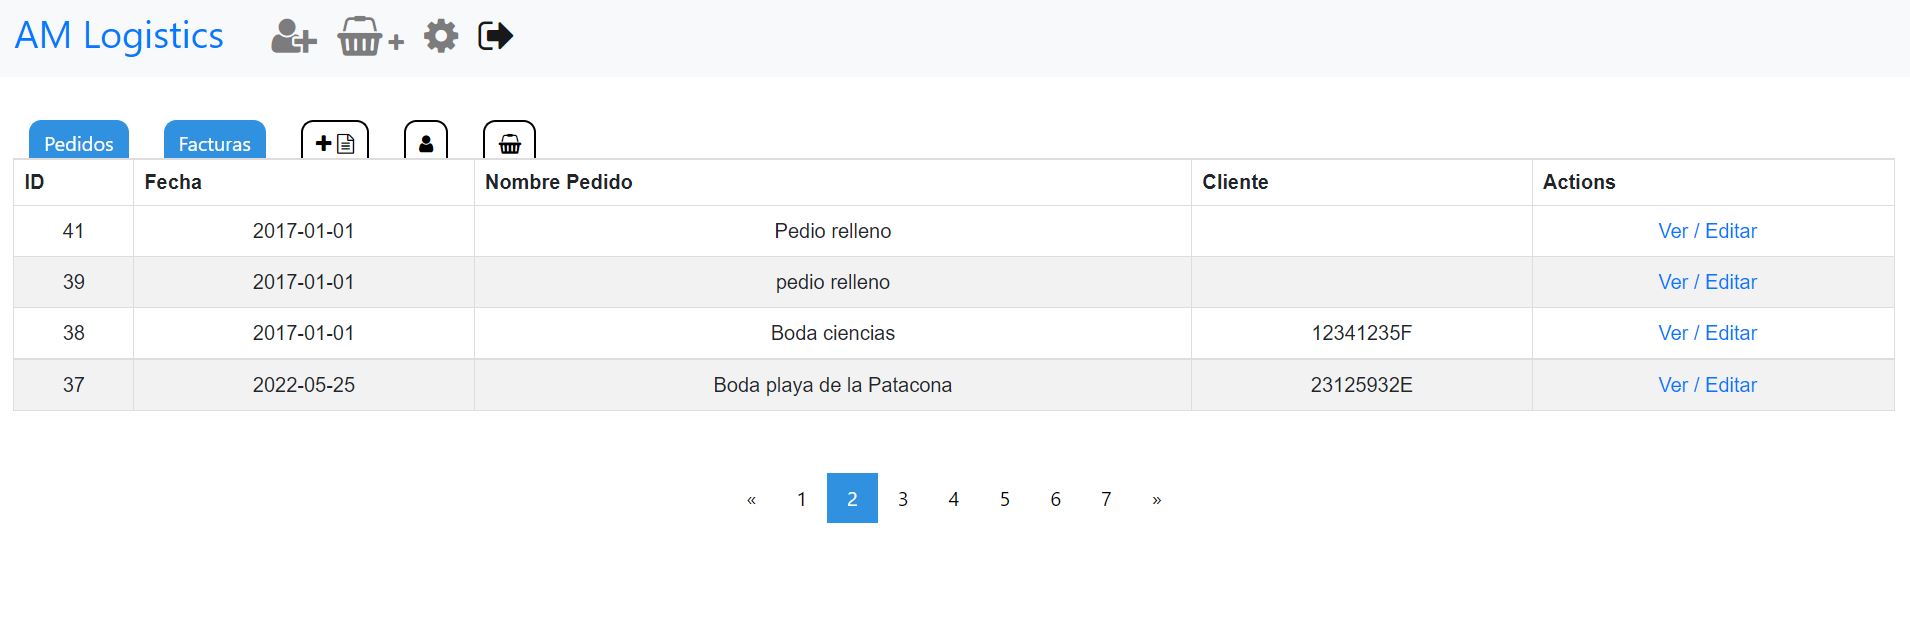 AM Logistics
Pedidos Facturas
ID Fecha Nombre Pedido Cliente Actions
41 2017-01-01 Pedio relleno Ver / Editar
39 2017-01-01 pedio relleno Ver / Editar
38 2017-01-01 Boda ciencias 12341235F Ver / Editar
37 2022-05-25 Boda playa de la Patacona 23125932E Ver / Editar
« 1 2 3 4 5 6 7 »